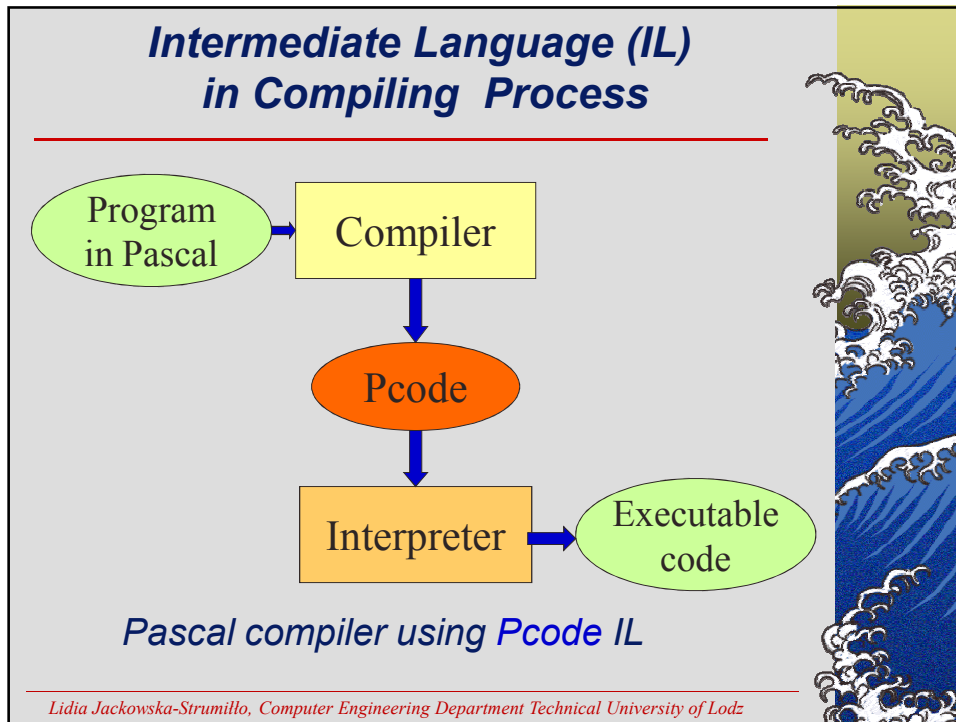 Intermediate Language (IL)
in Compiling Process
Program
in Pascal
Compiler
Pcode
Interpreter
Executable
code
Pascal compiler using Pcode IL
Lidia Jackowska-Strumiłło, Computer Engineering Department Technical University of Lodz